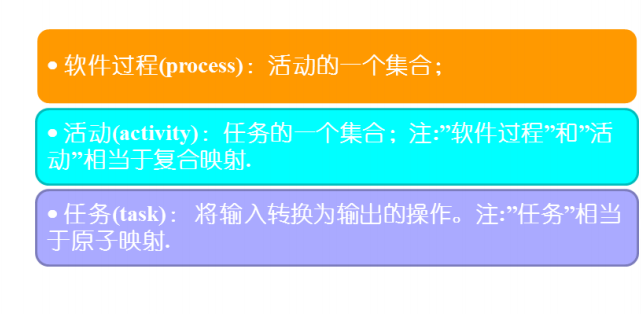 •软件过程(process)：活动的一个集合；
•活动(activity)：任务的一个集合；注:”软件过程”和”活
动”相当于复合映射.
•任务(task)： 将输入转换为输出的操作。注:”任务”相当
于原子映射.